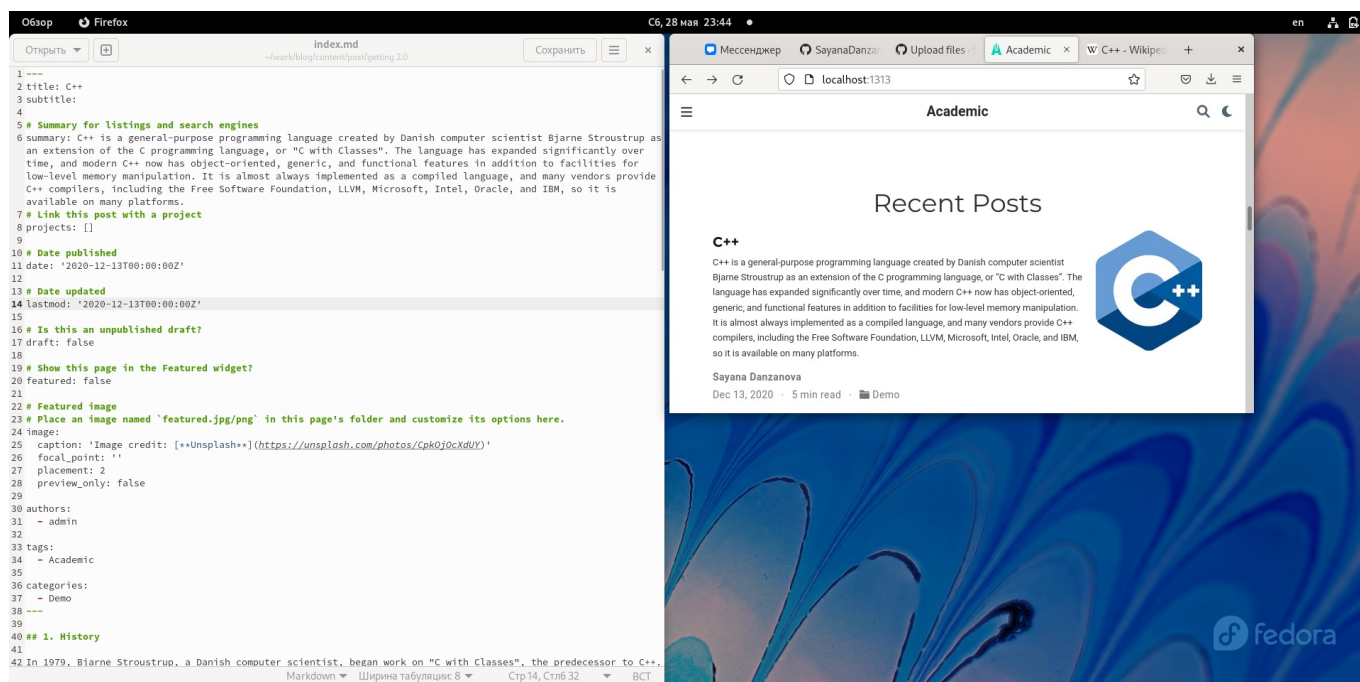 Обзор Firefox Сб, 28 мая 23:44 en
Открыть index.md Сохранить
~/work/blog/content/post/getting 2.0
1 ---
2 title: C++
3 subtitle:
4
5 # Summary for listings and search engines
6 summary: C++ is a general-purpose programming language created by Danish computer scientist Bjarne Stroustrup as
an extension of the C programming language, or "C with Classes". The language has expanded significantly over
time, and modern C++ now has object-oriented, generic, and functional features in addition to facilities for
low-level memory manipulation. It is almost always implemented as a compiled language, and many vendors provide
C++ compilers, including the Free Software Foundation, LLVM, Microsoft, Intel, Oracle, and IBM, so it is
available on many platforms.
7 # Link this post with a project
8 projects: []
9
10 # Date published
11 date: '2020-12-13T00:00:00Z'
12
13 # Date updated
14 lastmod: '2020-12-13T00:00:00Z'
15
16 # Is this an unpublished draft?
17 draft: false
18
19 # Show this page in the Featured widget?
20 featured: false
21
22 # Featured image
23 # Place an image named `featured.jpg/png` in this page's folder and customize its options here.
24 image:
25 caption: 'Image credit: [**Unsplash**](https://unsplash.com/photos/CpkOjOcXdUY)'
26 focal_point: ''
27 placement: 2
28 preview_only: false
29
30 authors:
31 - admin
32
33 tags:
34 - Academic
35
36 categories:
37 - Demo
38 ---
39
40 ## 1. History
41
42 In 1979, Bjarne Stroustrup, a Danish computer scientist, began work on "C with Classes", the predecessor to C++.
Markdown Ширина табуляции: 8 Стр 14, Стлб 32 ВСТ
Мессенджер SayanaDanza Upload files - Academic C++ - Wikiped
localhost:1313
Academic
Recent Posts
C++
C++ is a general-purpose programming language created by Danish computer scientist
Bjarne Stroustrup as an extension of the C programming language, or "C with Classes". The
language has expanded significantly over time, and modern C++ now has object-oriented,
generic, and functional features in addition to facilities for low-level memory manipulation.
It is almost always implemented as a compiled language, and many vendors provide C++
compilers, including the Free Software Foundation, LLVM, Microsoft, Intel, Oracle, and IBM,
so it is available on many platforms.
Sayana Danzanova
Dec 13, 2020 · 5 min read · Demo
C++
fedora